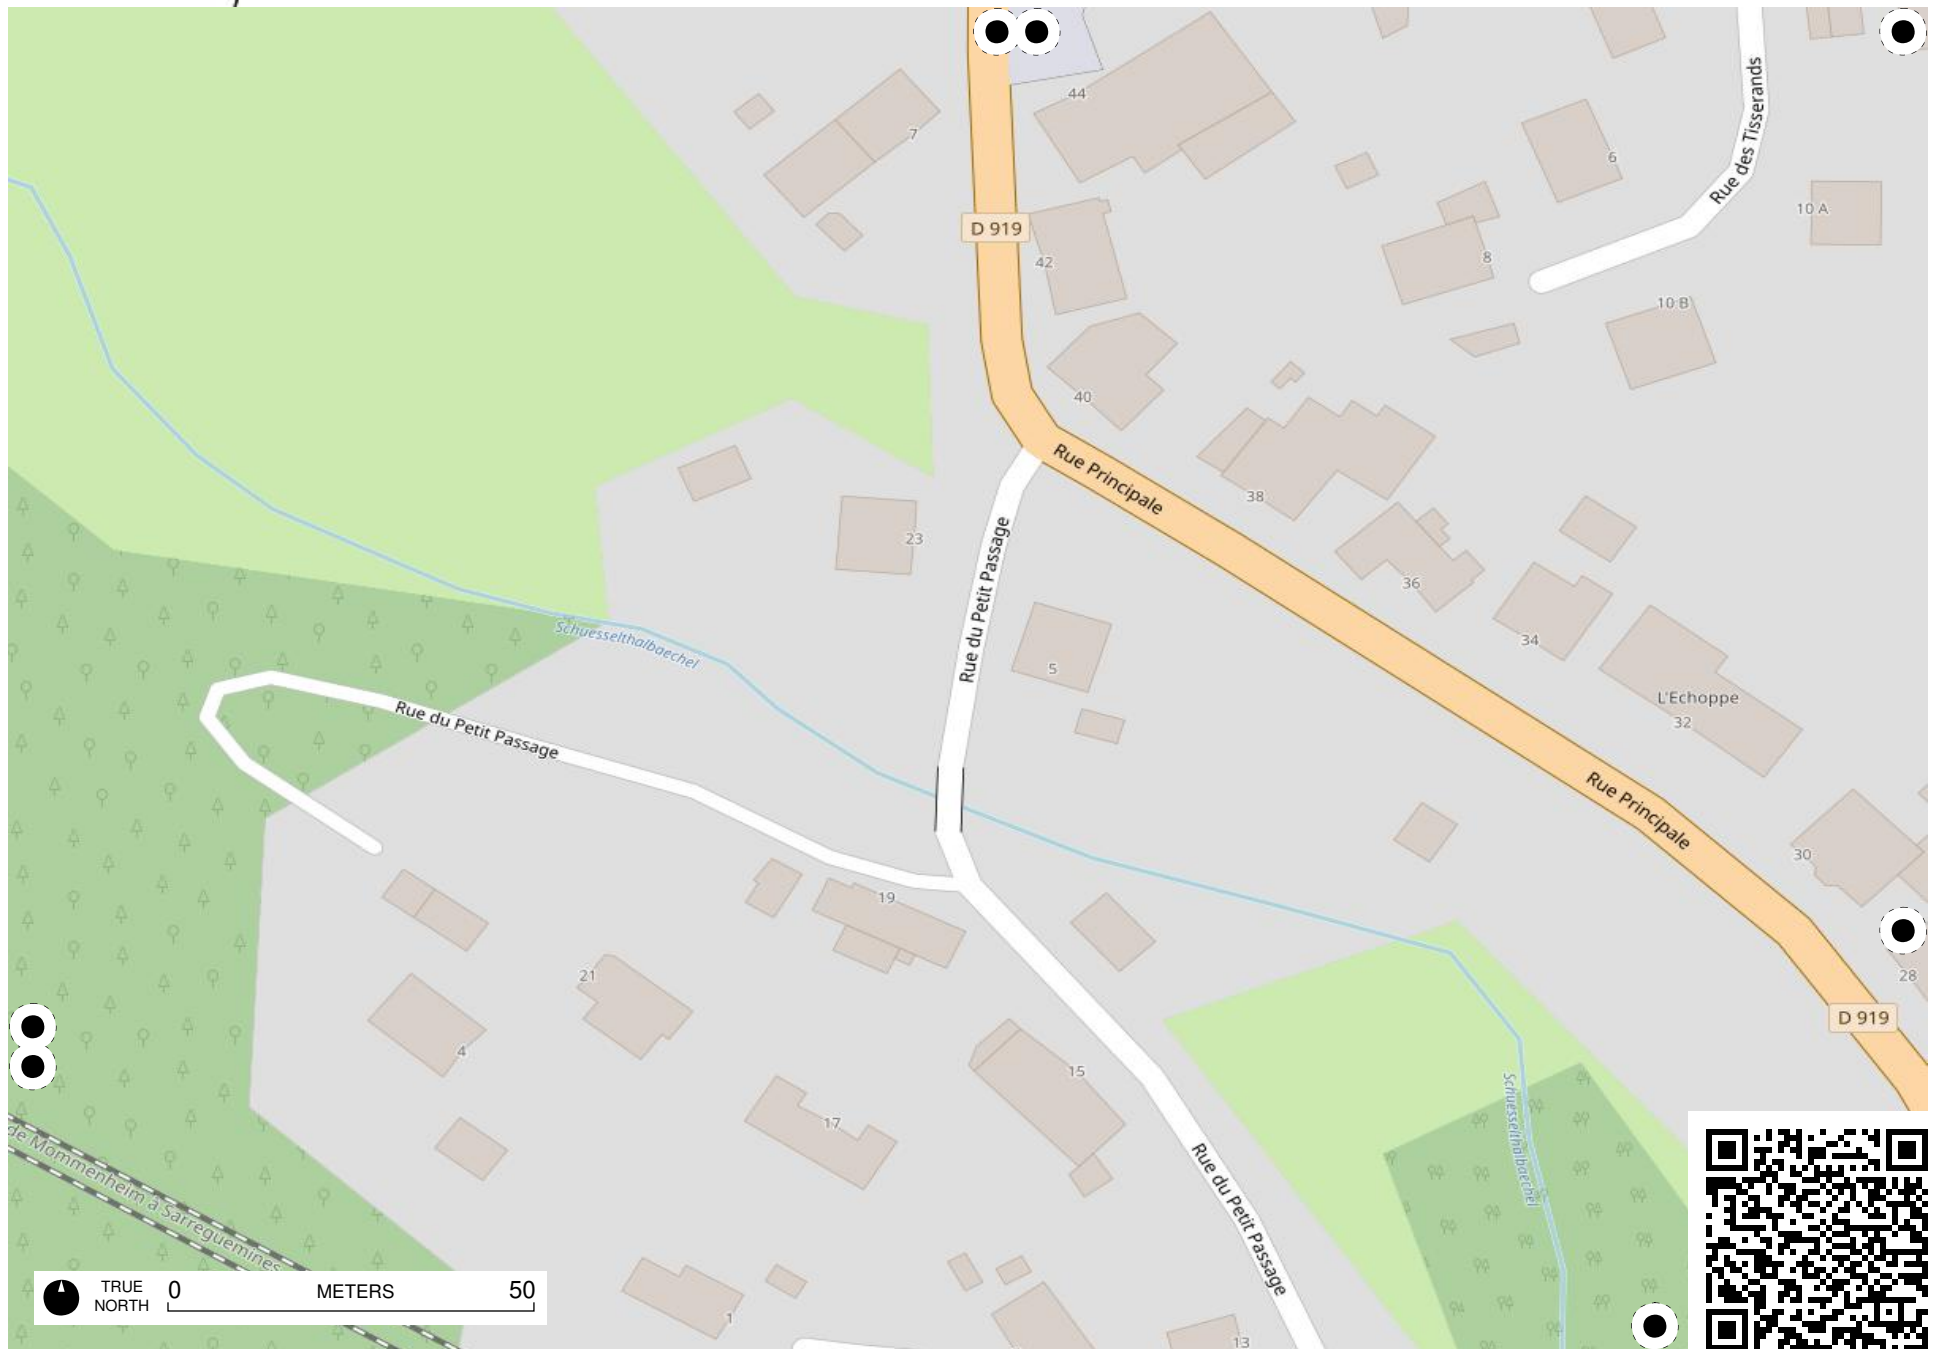 44
7
Rue des Tisserands
6
10 A
D 919
42
8
10 B
40
Rue Principale
38
23
Rue du Petit Passage
36
34
5
Schuesselthalbaechel
L'Echoppe
32
Rue du Petit Passage
Rue Principale
30
19
21
28
D 919
4
15
17
Schuesselthalbaechel
de Mommenheim à Sarreguemines
Rue du Petit Passage
TRUE NORTH
0 METERS 50
1
13